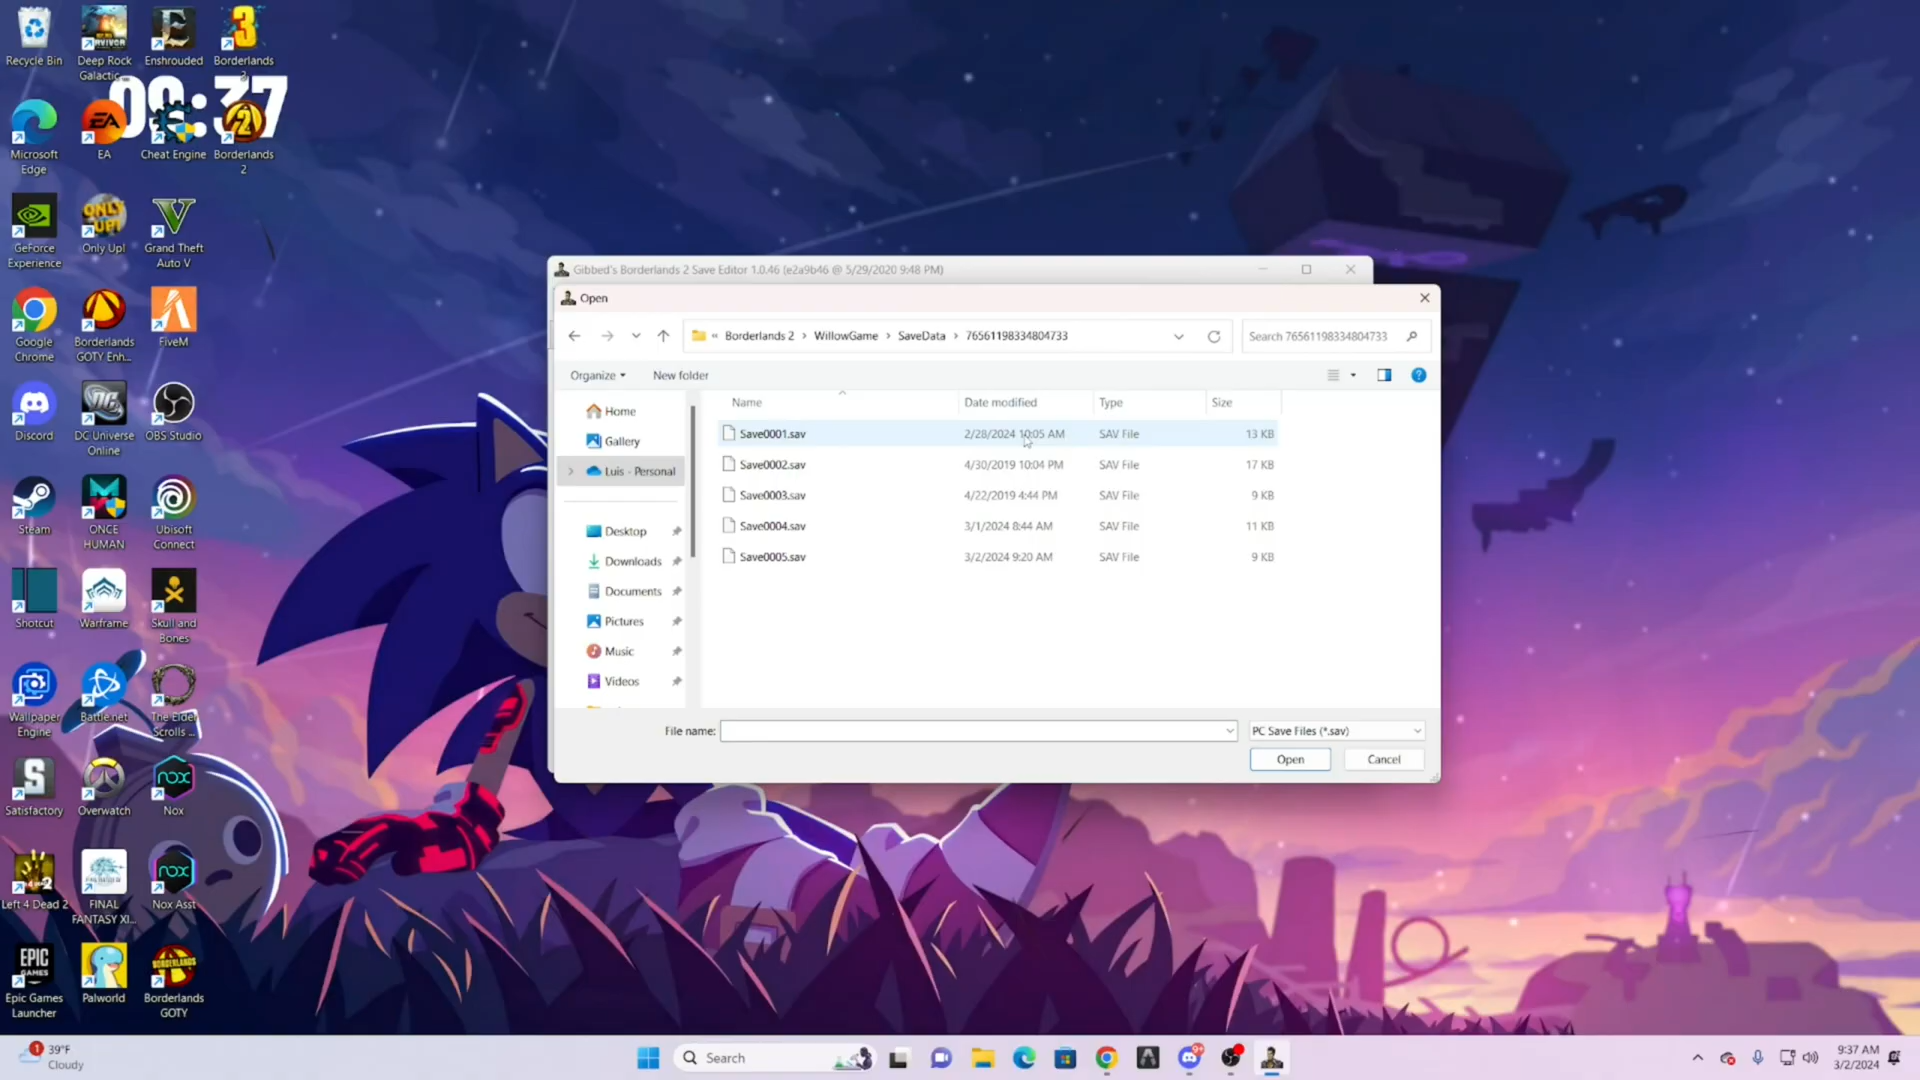 Recycle Bin
Deep Rock
Galactic...
Enshrouded
Borderlands
3
09:37
Microsoft
Edge
EA
Cheat Engine
Borderlands
2
GeForce
Experience
Only Up!
Grand Theft
Auto V
Google
Chrome
Borderlands
GOTY Enh...
FiveM
Discord
DC Universe
Online
OBS Studio
Steam
ONCE
HUMAN
Ubisoft
Connect
Shotcut
Warframe
Skull and
Bones
Wallpaper
Engine
Battle.net
The Elder
Scrolls ...
Satisfactory
Overwatch
Nox
Left 4 Dead 2
FINAL
FANTASY XI...
Nox Asst
Epic Games
Launcher
Palworld
Borderlands
GOTY
Gibbed's Borderlands 2 Save Editor 1.0.46 (e2a9b46 @ 5/29/2020 9:48 PM)
Open
« Borderlands 2 > WillowGame > SaveData > 76561198334804733
Search 76561198334804733
Organize New folder
Name Date modified Type Size
Save0001.sav 2/28/2024 10:05 AM SAV File 13 KB
Save0002.sav 4/30/2019 10:04 PM SAV File 17 KB
Save0003.sav 4/22/2019 4:44 PM SAV File 9 KB
Save0004.sav 3/1/2024 8:44 AM SAV File 11 KB
Save0005.sav 3/2/2024 9:20 AM SAV File 9 KB
Home
Gallery
Luis - Personal
Desktop
Downloads
Documents
Pictures
Music
Videos
File name:
PC Save Files (*.sav)
Open Cancel
1
39°F
Cloudy
Search
9+
9:37 AM
3/2/2024